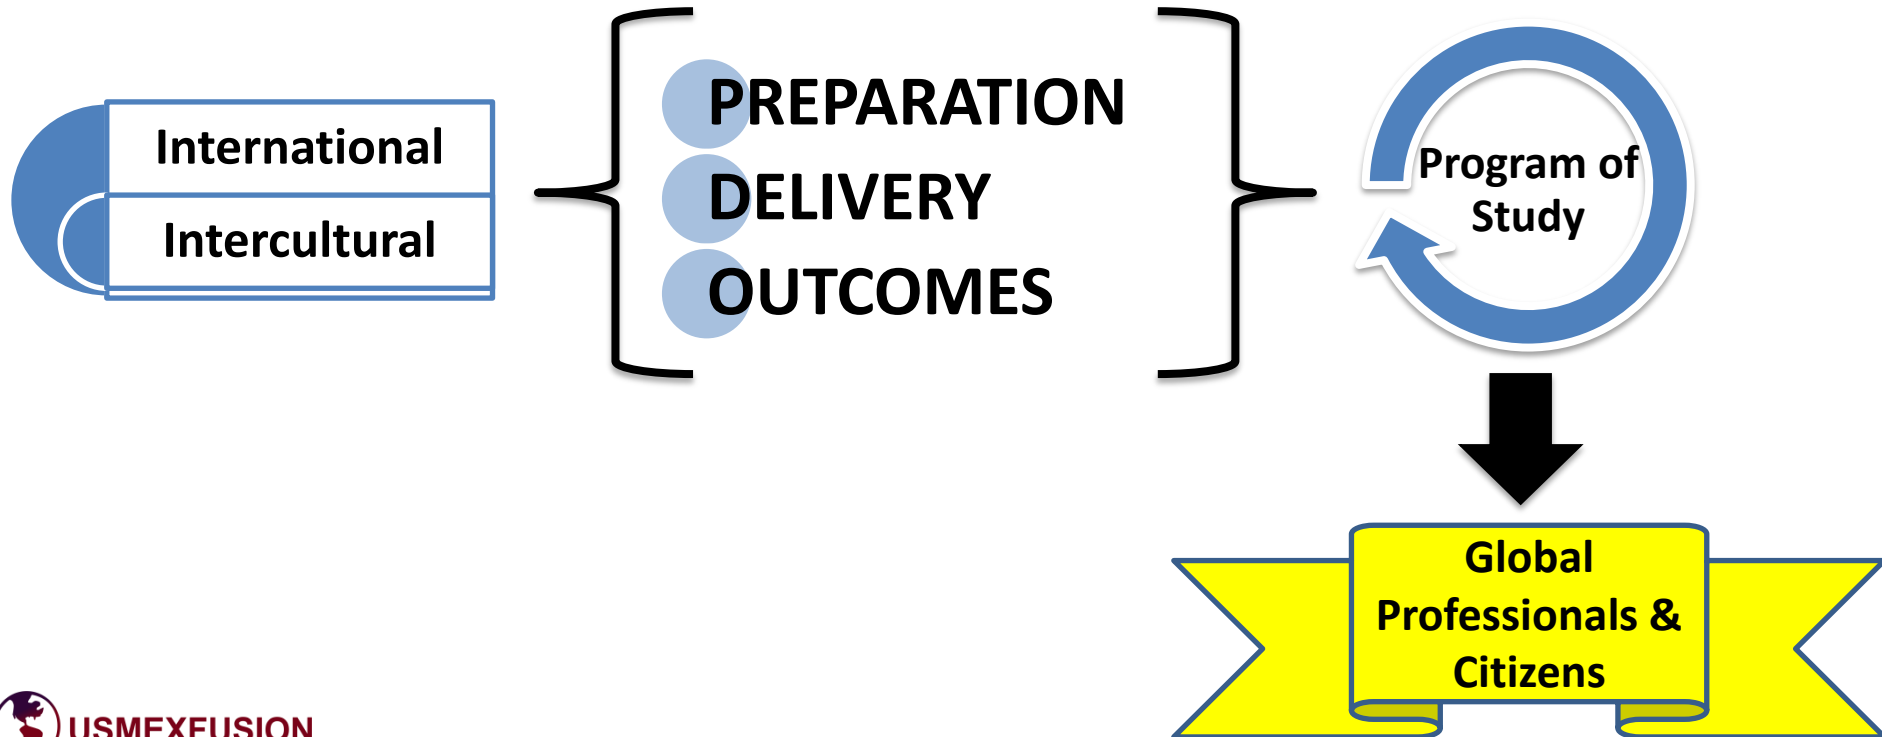 International
Intercultural
PREPARATION
DELIVERY
OUTCOMES
Program of
Study
Global
Professionals &
Citizens
USMEXFUSION